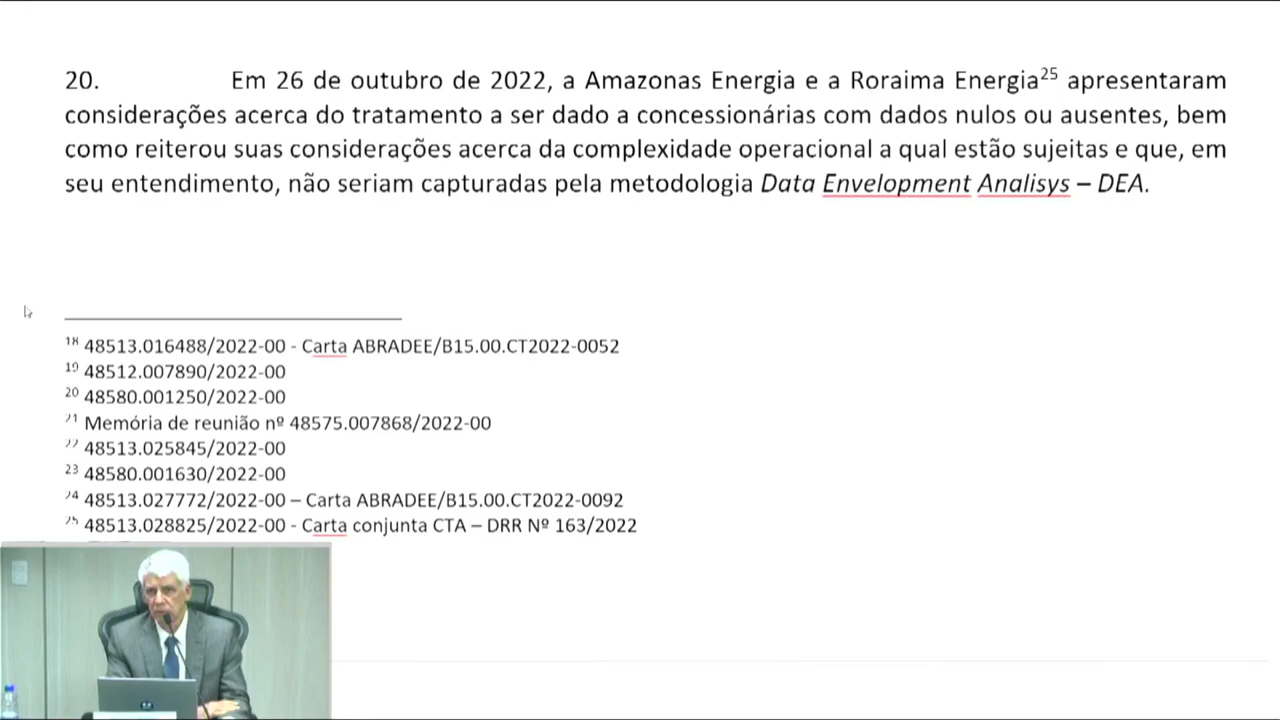 20. Em 26 de outubro de 2022, a Amazonas Energia e a Roraima Energia²⁵ apresentaram
considerações acerca do tratamento a ser dado a concessionárias com dados nulos ou ausentes, bem
como reiterou suas considerações acerca da complexidade operacional a qual estão sujeitas e que, em
seu entendimento, não seriam capturadas pela metodologia Data Envelopment Analisys – DEA.
¹⁸ 48513.016488/2022-00 - Carta ABRADEE/B15.00.CT2022-0052
¹⁹ 48512.007890/2022-00
²⁰ 48580.001250/2022-00
²¹ Memória de reunião nº 48575.007868/2022-00
²² 48513.025845/2022-00
²³ 48580.001630/2022-00
²⁴ 48513.027772/2022-00 – Carta ABRADEE/B15.00.CT2022-0092
²⁵ 48513.028825/2022-00 - Carta conjunta CTA – DRR Nº 163/2022